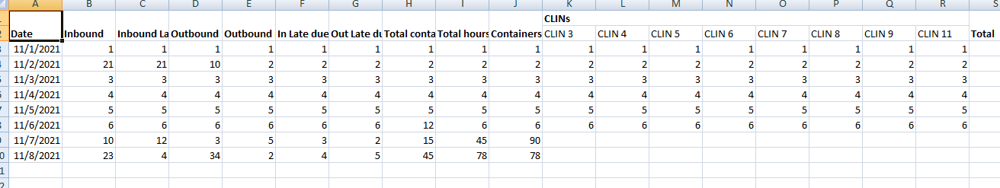 A B C D E F G H I J K L M N O P Q R S
CLINs
Date Inbound Inbound La Outbound Outbound In Late due Out Late du Total conta Total hours Containers CLIN 3 CLIN 4 CLIN 5 CLIN 6 CLIN 7 CLIN 8 CLIN 9 CLIN 11 Total
11/1/2021 1 1 1 1 1 1 1 1 1 1 1 1 1 1 1 1 1
11/2/2021 21 21 10 2 2 2 2 2 2 2 2 2 2 2 2 2 2
11/3/2021 3 3 3 3 3 3 3 3 3 3 3 3 3 3 3 3 3
11/4/2021 4 4 4 4 4 4 4 4 4 4 4 4 4 4 4 4 4
11/5/2021 5 5 5 5 5 5 5 5 5 5 5 5 5 5 5 5 5
11/6/2021 6 6 6 6 6 6 12 6 6 6 6 6 6 6 6 6 6
11/7/2021 10 12 3 5 3 2 15 45 90
11/8/2021 23 4 34 2 4 5 45 78 78